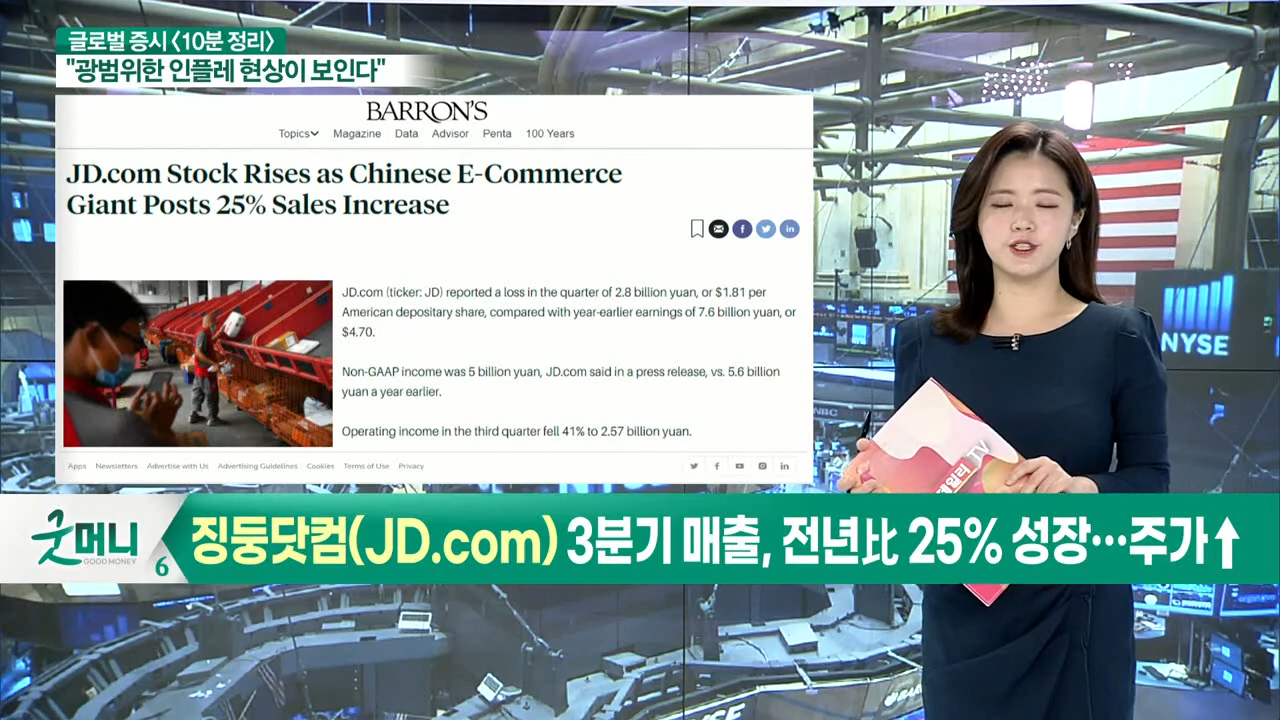 글로벌 증시 <10분 정리>
"광범위한 인플레 현상이 보인다"
BARRON'S
Topics Magazine Data Advisor Penta 100 Years
JD.com Stock Rises as Chinese E-Commerce
Giant Posts 25% Sales Increase
JD.com (ticker: JD) reported a loss in the quarter of 2.8 billion yuan, or $1.81 per
American depositary share, compared with year-earlier earnings of 7.6 billion yuan, or
$4.70.
Non-GAAP income was 5 billion yuan, JD.com said in a press release, vs. 5.6 billion
yuan a year earlier.
Operating income in the third quarter fell 41% to 2.57 billion yuan.
Apps Newsletters Advertise with Us Advertising Guidelines Cookies Terms of Use Privacy
NYSE
TV
굿머니
GOOD MONEY
6
징둥닷컴(JD.com) 3분기 매출, 전년比 25% 성장…주가↑